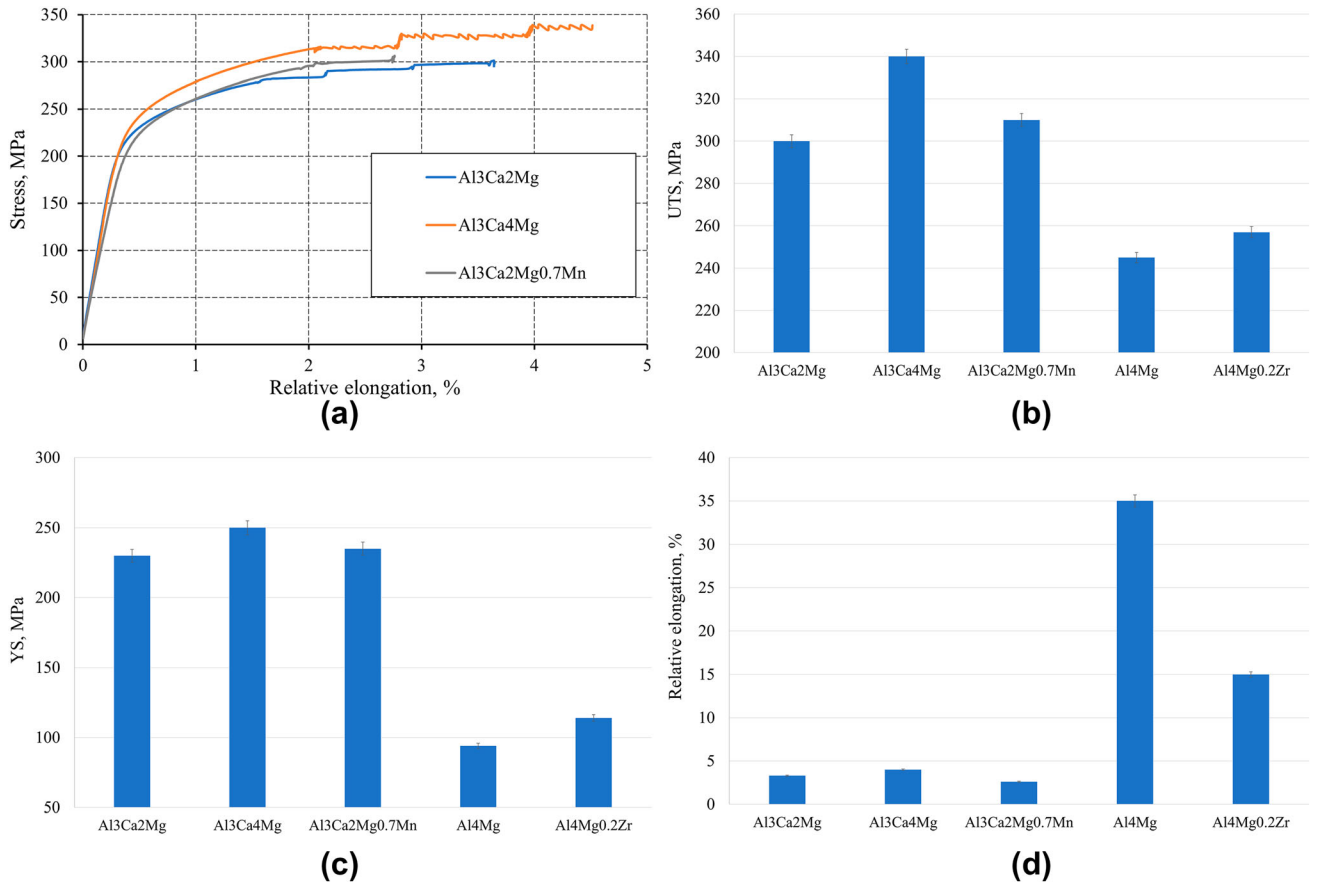 350
300
250
200
150
100
50
0
Stress, MPa
0 1 2 3 4 5
Relative elongation, %
Al3Ca2Mg
Al3Ca4Mg
Al3Ca2Mg0.7Mn
(a)
360
340
320
300
280
260
240
220
200
UTS, MPa
Al3Ca2Mg Al3Ca4Mg Al3Ca2Mg0.7Mn Al4Mg Al4Mg0.2Zr
(b)
300
250
200
150
100
50
YS, MPa
Al3Ca2Mg Al3Ca4Mg Al3Ca2Mg0.7Mn Al4Mg Al4Mg0.2Zr
(c)
40
35
30
25
20
15
10
5
0
Relative elongation, %
Al3Ca2Mg Al3Ca4Mg Al3Ca2Mg0.7Mn Al4Mg Al4Mg0.2Zr
(d)